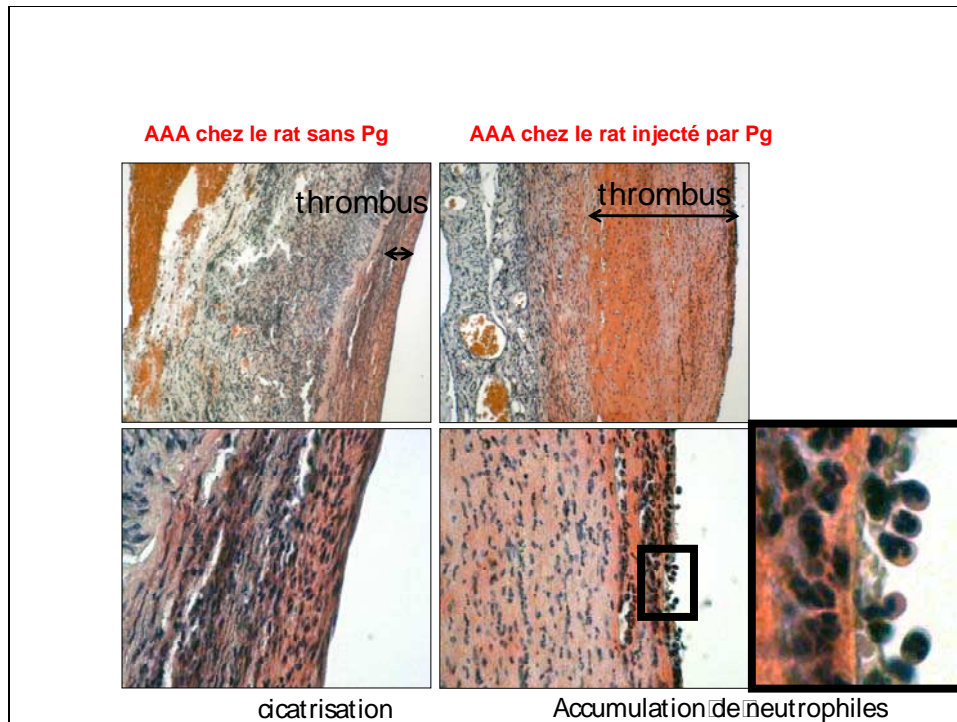 AAA chez le rat sans Pg
AAA chez le rat injecté par Pg
thrombus
thrombus
cicatrisation
Accumulation de neutrophiles